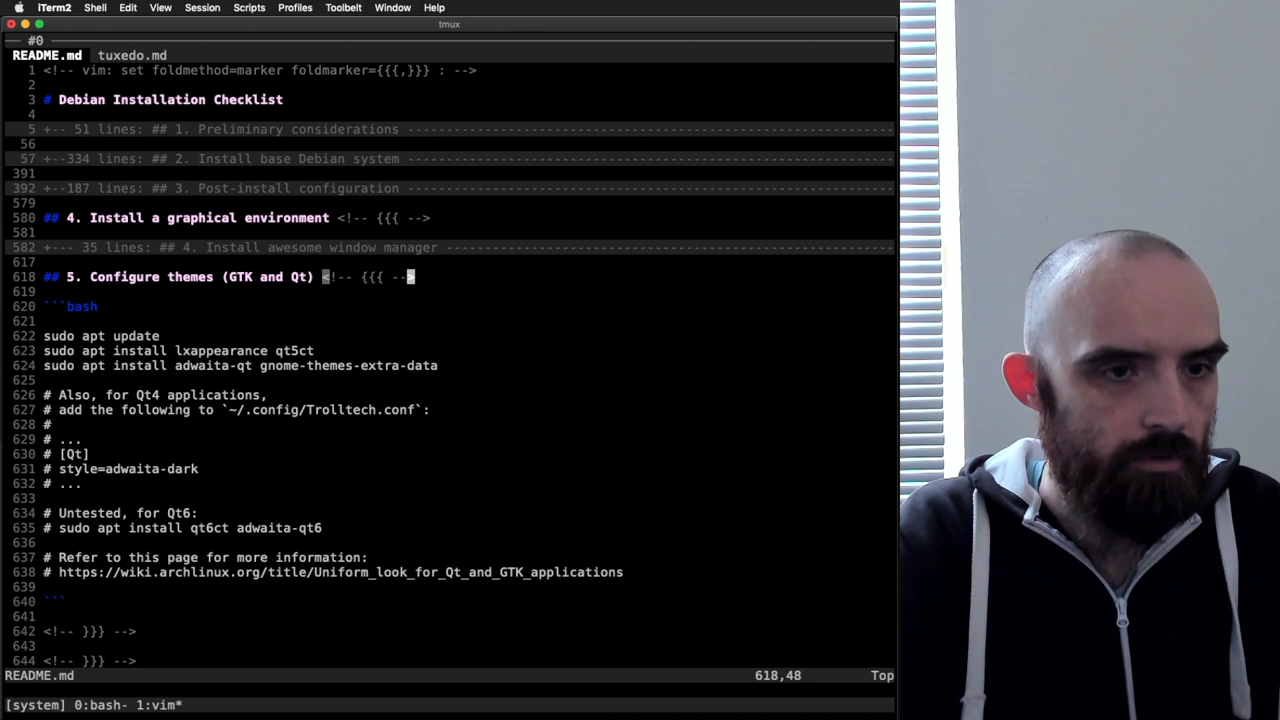 iTerm2 Shell Edit View Session Scripts Profiles Toolbelt Window Help
tmux
#0
README.md tuxedo.md
1 <!-- vim: set foldmethod=marker foldmarker={{{,}}} : -->
2
3 # Debian Installation Checklist
4
5 +-- 51 lines: ## 1. Preliminary considerations
56
57 +--334 lines: ## 2. Install base Debian system
391
392 +--187 lines: ## 3. Post-install configuration
579
580 ## 4. Install a graphical environment <!-- {{{ -->
581
582 +--- 35 lines: ## 4. Install awesome window manager
617
618 ## 5. Configure themes (GTK and Qt) <!-- {{{ -->
619
620 ```bash
621
622 sudo apt update
623 sudo apt install lxappearance qt5ct
624 sudo apt install adwaita-qt gnome-themes-extra-data
625
626 # Also, for Qt4 applications,
627 # add the following to `~/.config/Trolltech.conf`:
628 #
629 # ...
630 # [Qt]
631 # style=adwaita-dark
632 # ...
633
634 # Untested, for Qt6:
635 # sudo apt install qt6ct adwaita-qt6
636
637 # Refer to this page for more information:
638 # https://wiki.archlinux.org/title/Uniform_look_for_Qt_and_GTK_applications
639
640 ```
641
642 <!-- }}} -->
643
644 <!-- }}} -->
README.md 618,48 Top
[system] 0:bash- 1:vim*